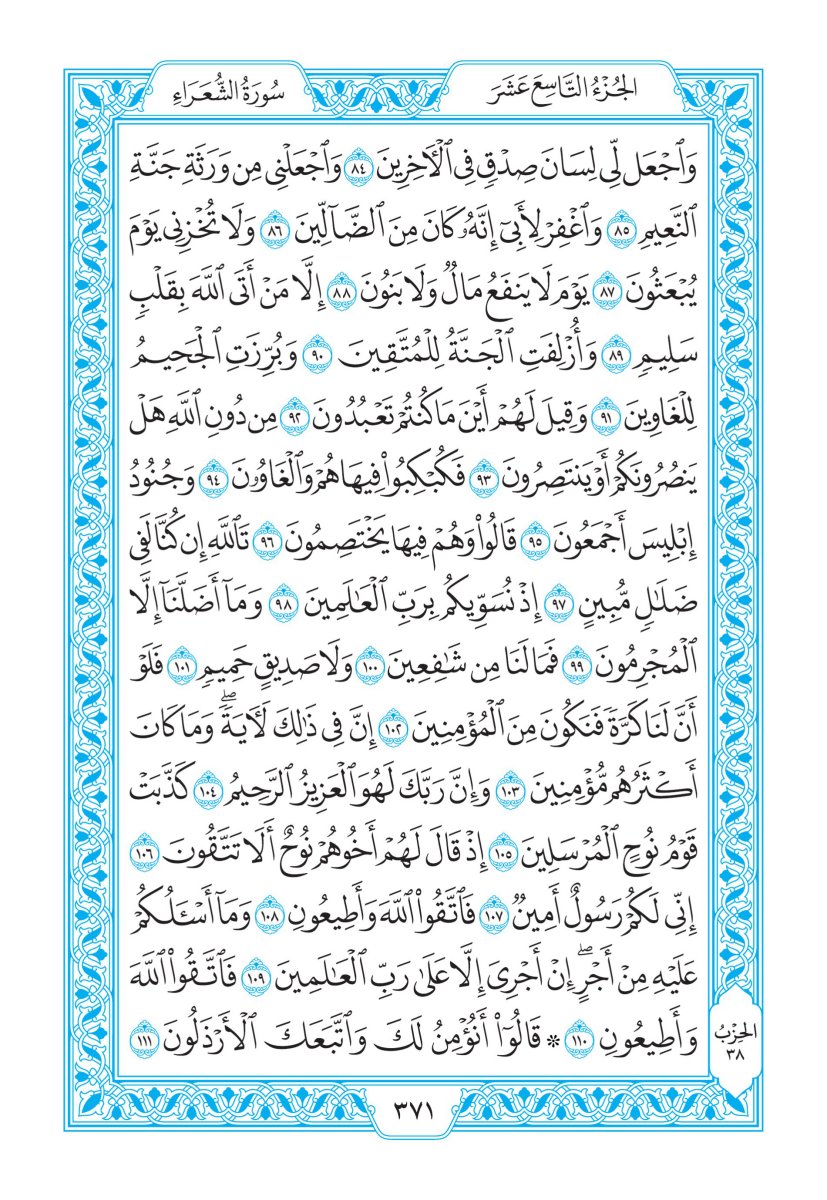 الجُزْءُ التَّاسِعَ عَشَرَ
سُورَةُ الشُّعَرَاءِ
وَٱجۡعَل لِّي لِسَانَ صِدۡقٖ فِي ٱلۡأٓخِرِينَ ٨٤ وَٱجۡعَلۡنِي مِن وَرَثَةِ جَنَّةِ
ٱلنَّعِيمِ ٨٥ وَٱغۡفِرۡ لِأَبِيٓ إِنَّهُۥ كَانَ مِنَ ٱلضَّآلِّينَ ٨٦ وَلَا تُخۡزِنِي يَوۡمَ
يُبۡعَثُونَ ٨٧ يَوۡمَ لَا يَنفَعُ مَالٞ وَلَا بَنُونَ ٨٨ إِلَّا مَنۡ أَتَى ٱللَّهَ بِقَلۡبٖ
سَلِيمٖ ٨٩ وَأُزۡلِفَتِ ٱلۡجَنَّةُ لِلۡمُتَّقِينَ ٩٠ وَبُرِّزَتِ ٱلۡجَحِيمُ
لِلۡغَاوِينَ ٩١ وَقِيلَ لَهُمۡ أَيۡنَ مَا كُنتُمۡ تَعۡبُدُونَ ٩٢ مِن دُونِ ٱللَّهِ هَلۡ
يَنصُرُونَكُمۡ أَوۡ يَنتَصِرُونَ ٩٣ فَكُبۡكِبُواْ فِيهَا هُمۡ وَٱلۡغَاوُۥنَ ٩٤ وَجُنُودُ
إِبۡلِيسَ أَجۡمَعُونَ ٩٥ قَالُواْ وَهُمۡ فِيهَا يَخۡتَصِمُونَ ٩٦ تَٱللَّهِ إِن كُنَّا لَفِي
ضَلَٰلٖ مُّبِينٍ ٩٧ إِذۡ نُسَوِّيكُم بِرَبِّ ٱلۡعَٰلَمِينَ ٩٨ وَمَآ أَضَلَّنَآ إِلَّا
ٱلۡمُجۡرِمُونَ ٩٩ فَمَا لَنَا مِن شَٰفِعِينَ ١٠٠ وَلَا صَدِيقٍ حَمِيمٖ ١٠١ فَلَوۡ
أَنَّ لَنَا كَرَّةٗ فَنَكُونَ مِنَ ٱلۡمُؤۡمِنِينَ ١٠٢ إِنَّ فِي ذَٰلِكَ لَأٓيَةٗۖ وَمَا كَانَ
أَكۡثَرُهُم مُّؤۡمِنِينَ ١٠٣ وَإِنَّ رَبَّكَ لَهُوَ ٱلۡعَزِيزُ ٱلرَّحِيمُ ١٠٤ كَذَّبَتۡ
قَوۡمُ نُوحٍ ٱلۡمُرۡسَلِينَ ١٠٥ إِذۡ قَالَ لَهُمۡ أَخُوهُمۡ نُوحٌ أَلَا تَتَّقُونَ ١٠٦
إِنِّي لَكُمۡ رَسُولٌ أَمِينٞ ١٠٧ فَٱتَّقُواْ ٱللَّهَ وَأَطِيعُونِ ١٠٨ وَمَآ أَسۡـَٔلُكُمۡ
عَلَيۡهِ مِنۡ أَجۡرٍۖ إِنۡ أَجۡرِيَ إِلَّا عَلَىٰ رَبِّ ٱلۡعَٰلَمِينَ ١٠٩ فَٱتَّقُواْ ٱللَّهَ
وَأَطِيعُونِ ١١٠ ۞ قَالُوٓاْ أَنُؤۡمِنُ لَكَ وَٱتَّبَعَكَ ٱلۡأَرۡذَلُونَ ١١١
الحِزْبُ
٣٨
٣٧١